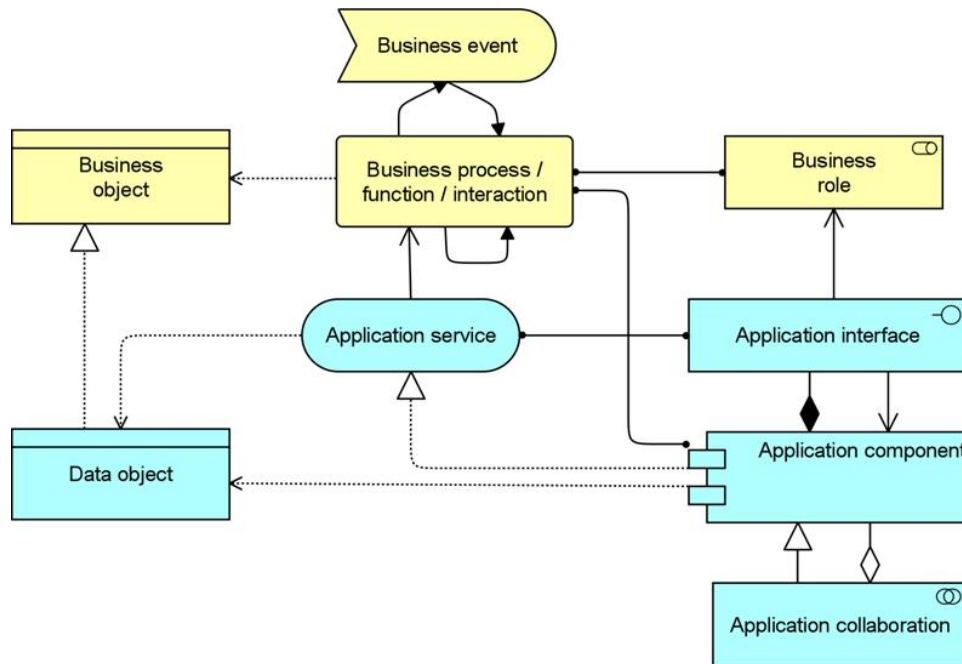 Business event
Business
object
Business process /
function / interaction
Business
role
Application service
Application interface
Data object
Application component
Application collaboration